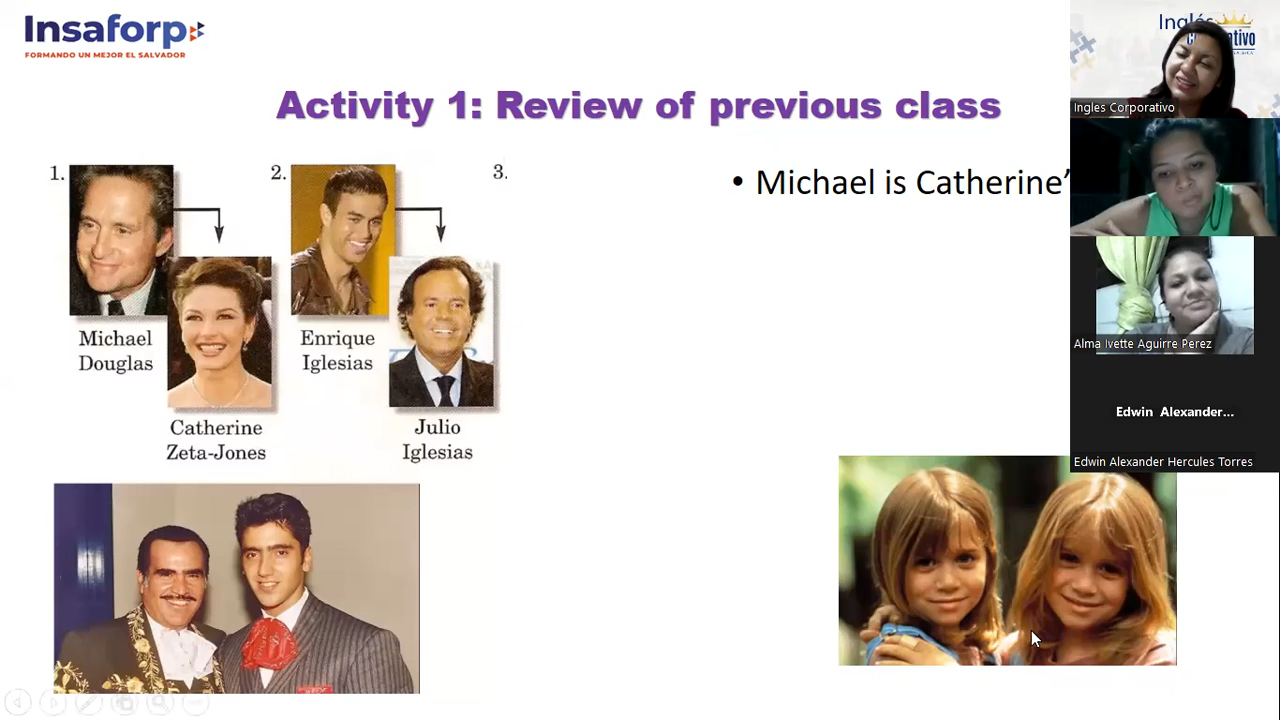 Insaforp
FORMANDO UN MEJOR EL SALVADOR
Activity 1: Review of previous class
1.
2.
3.
• Michael is Catherine’
Michael
Douglas
Catherine
Zeta-Jones
Enrique
Iglesias
Julio
Iglesias
Inglés
Ingles Corporativo
Alma Ivette Aguirre Perez
Edwin Alexander...
Edwin Alexander Hercules Torres